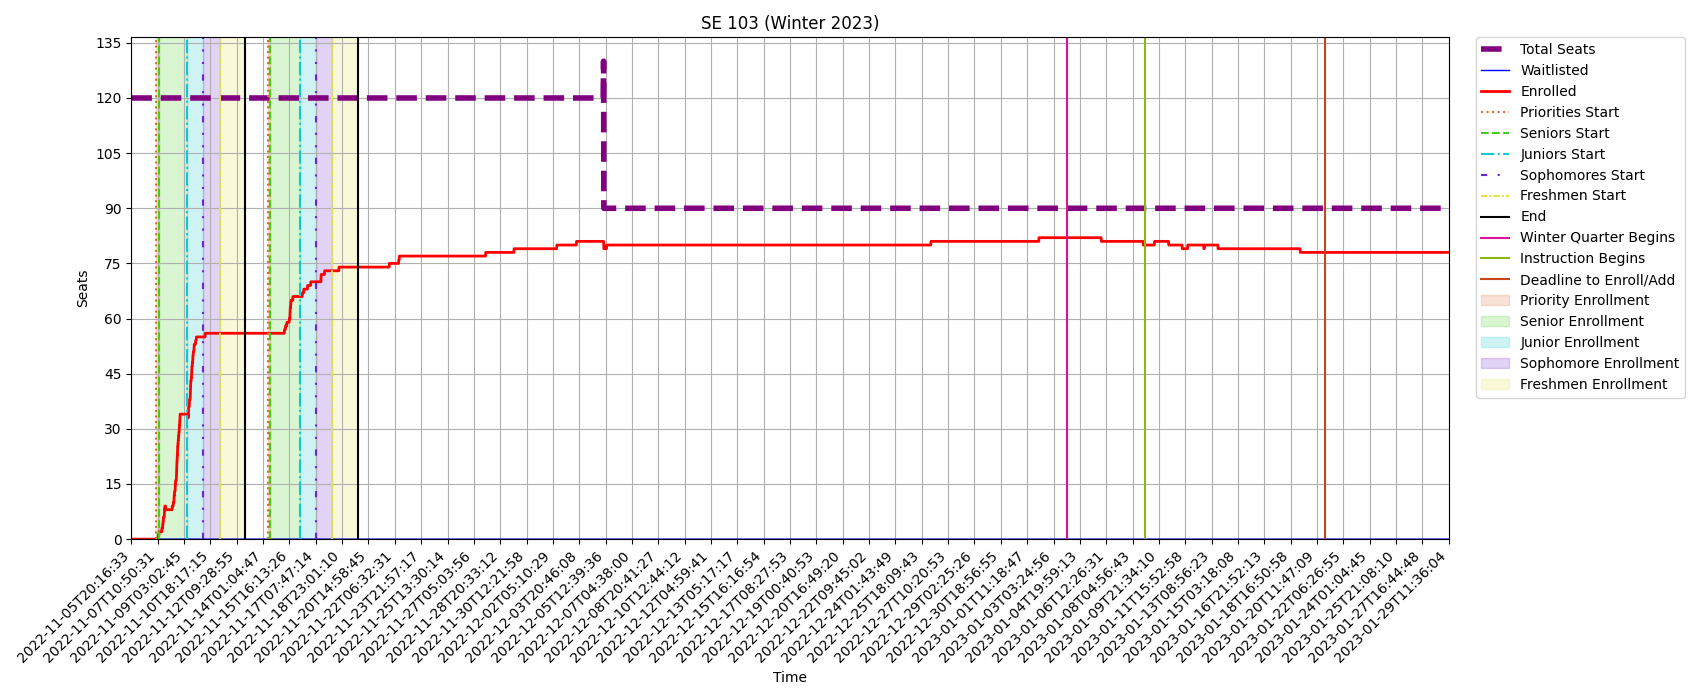 SE 103 (Winter 2023)
135
120
105
90
75
60
45
30
15
0
Seats
2022-11-05T20:16:33
2022-11-07T10:50:31
2022-11-09T03:02:45
2022-11-10T18:17:15
2022-11-12T09:28:55
2022-11-14T01:04:47
2022-11-15T16:13:26
2022-11-17T07:47:14
2022-11-18T23:01:10
2022-11-20T14:58:45
2022-11-22T06:32:31
2022-11-23T21:57:17
2022-11-25T13:30:14
2022-11-27T05:03:56
2022-11-28T20:33:12
2022-11-30T12:21:58
2022-12-02T05:10:29
2022-12-03T20:46:08
2022-12-05T12:39:36
2022-12-07T04:38:00
2022-12-08T20:41:27
2022-12-10T12:44:12
2022-12-12T04:59:41
2022-12-13T05:17:17
2022-12-15T16:16:54
2022-12-17T08:27:53
2022-12-19T00:40:53
2022-12-20T16:49:20
2022-12-22T09:45:02
2022-12-24T01:43:49
2022-12-25T18:09:43
2022-12-27T10:20:53
2022-12-29T02:25:26
2022-12-30T18:56:55
2023-01-01T11:18:47
2023-01-03T03:24:56
2023-01-04T19:59:13
2023-01-06T12:26:31
2023-01-08T04:56:43
2023-01-09T21:34:10
2023-01-11T15:52:58
2023-01-13T08:56:23
2023-01-15T03:18:08
2023-01-16T21:52:13
2023-01-18T16:50:58
2023-01-20T11:47:09
2023-01-22T06:26:55
2023-01-24T01:04:45
2023-01-25T21:08:10
2023-01-27T16:44:48
2023-01-29T11:36:04
Time
Total Seats
Waitlisted
Enrolled
Priorities Start
Seniors Start
Juniors Start
Sophomores Start
Freshmen Start
End
Winter Quarter Begins
Instruction Begins
Deadline to Enroll/Add
Priority Enrollment
Senior Enrollment
Junior Enrollment
Sophomore Enrollment
Freshmen Enrollment